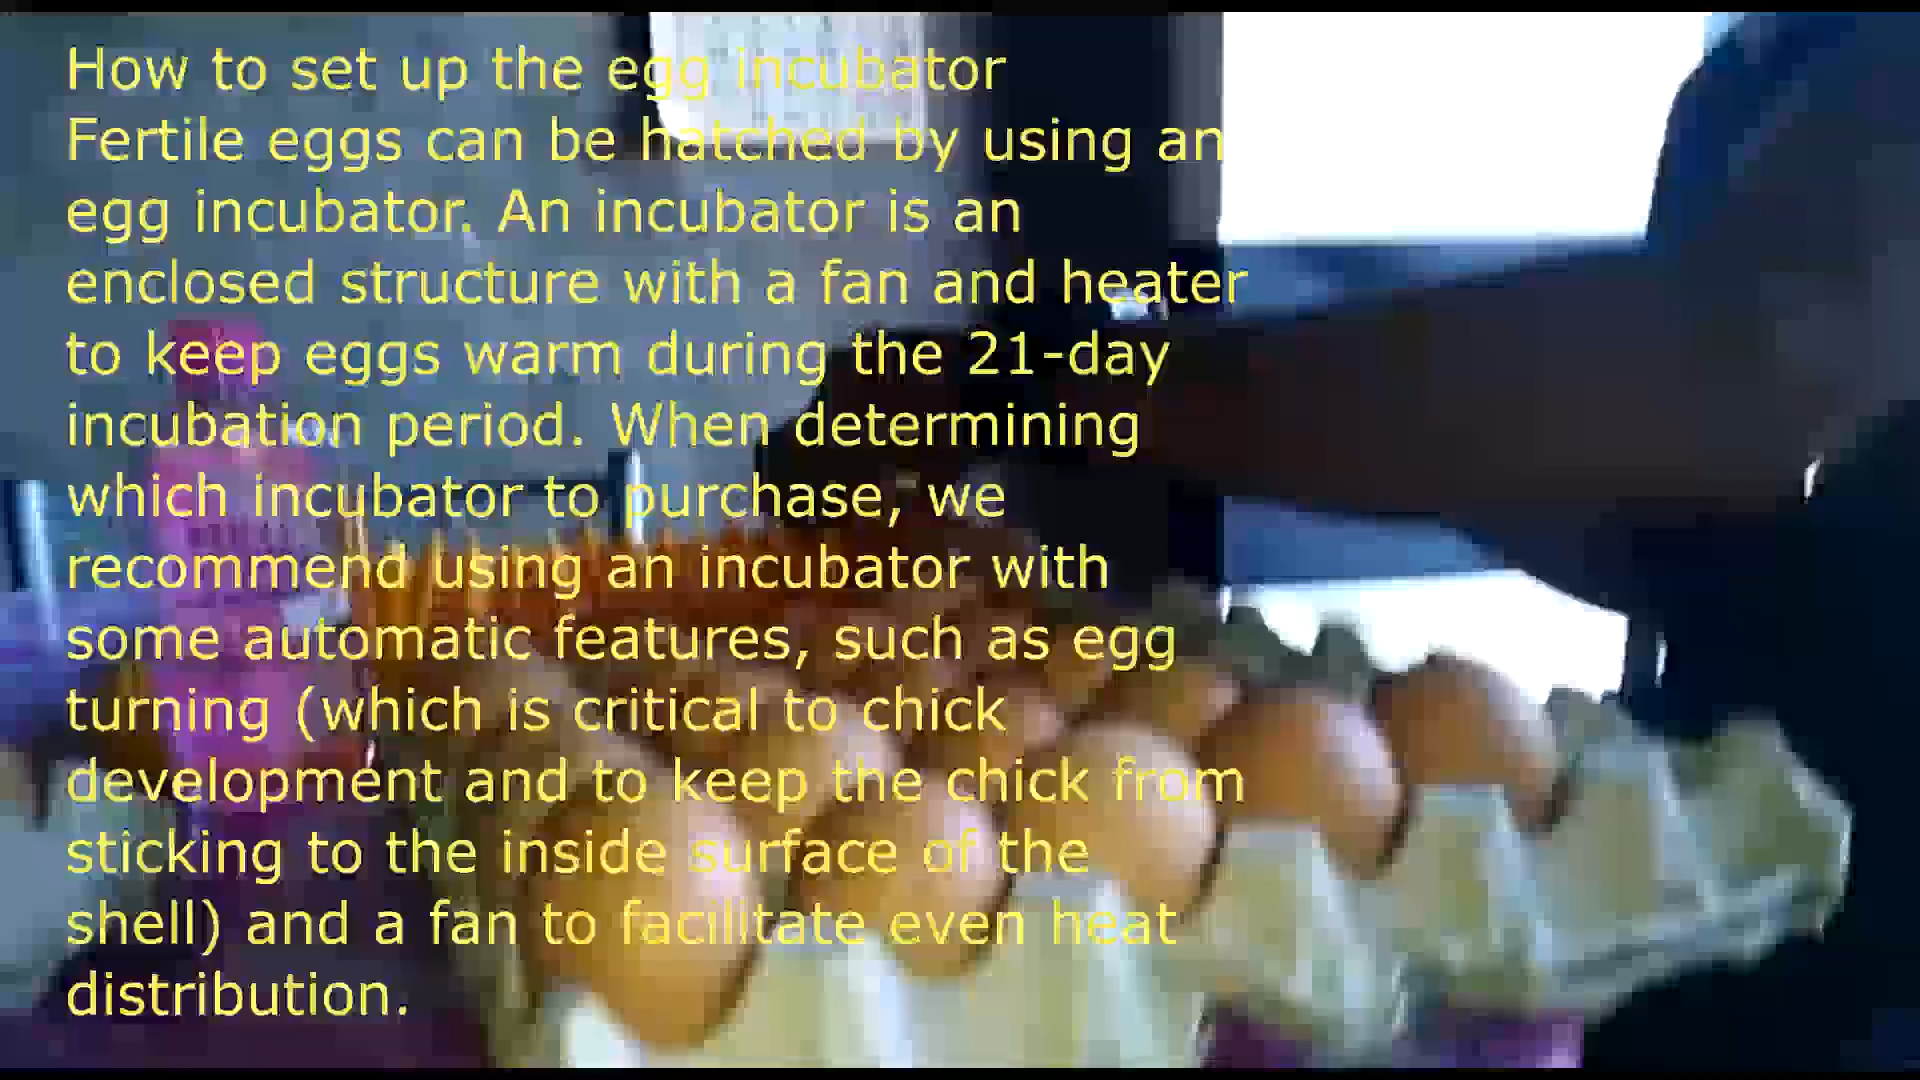 How to set up the egg incubator
Fertile eggs can be hatched by using an
egg incubator. An incubator is an
enclosed structure with a fan and heater
to keep eggs warm during the 21-day
incubation period. When determining
which incubator to purchase, we
recommend using an incubator with
some automatic features, such as egg
turning (which is critical to chick
development and to keep the chick from
sticking to the inside surface of the
shell) and a fan to facilitate even heat
distribution.